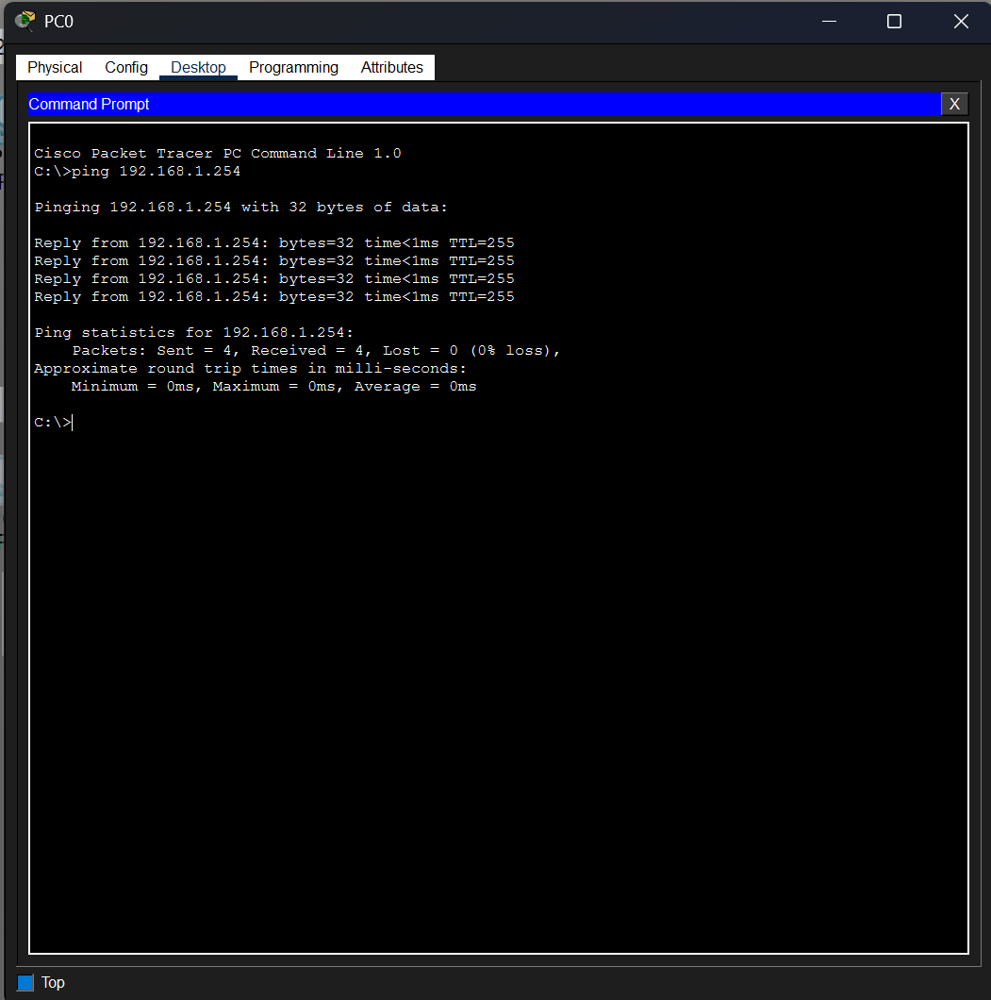 PC0
Physical Config Desktop Programming Attributes
Command Prompt X
Cisco Packet Tracer PC Command Line 1.0
C:\>ping 192.168.1.254
Pinging 192.168.1.254 with 32 bytes of data:
Reply from 192.168.1.254: bytes=32 time<1ms TTL=255
Reply from 192.168.1.254: bytes=32 time<1ms TTL=255
Reply from 192.168.1.254: bytes=32 time<1ms TTL=255
Reply from 192.168.1.254: bytes=32 time<1ms TTL=255
Ping statistics for 192.168.1.254:
Packets: Sent = 4, Received = 4, Lost = 0 (0% loss),
Approximate round trip times in milli-seconds:
Minimum = 0ms, Maximum = 0ms, Average = 0ms
C:\>
Top